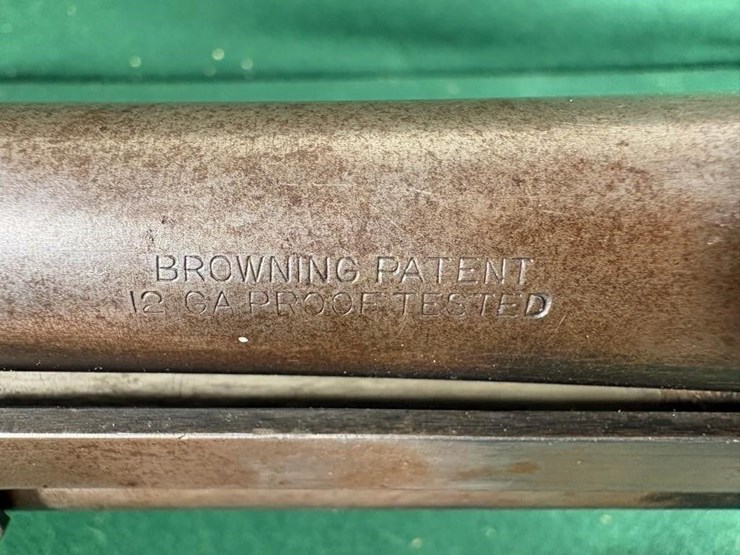 BROWNING PATENT
12 GA PROOF TESTED